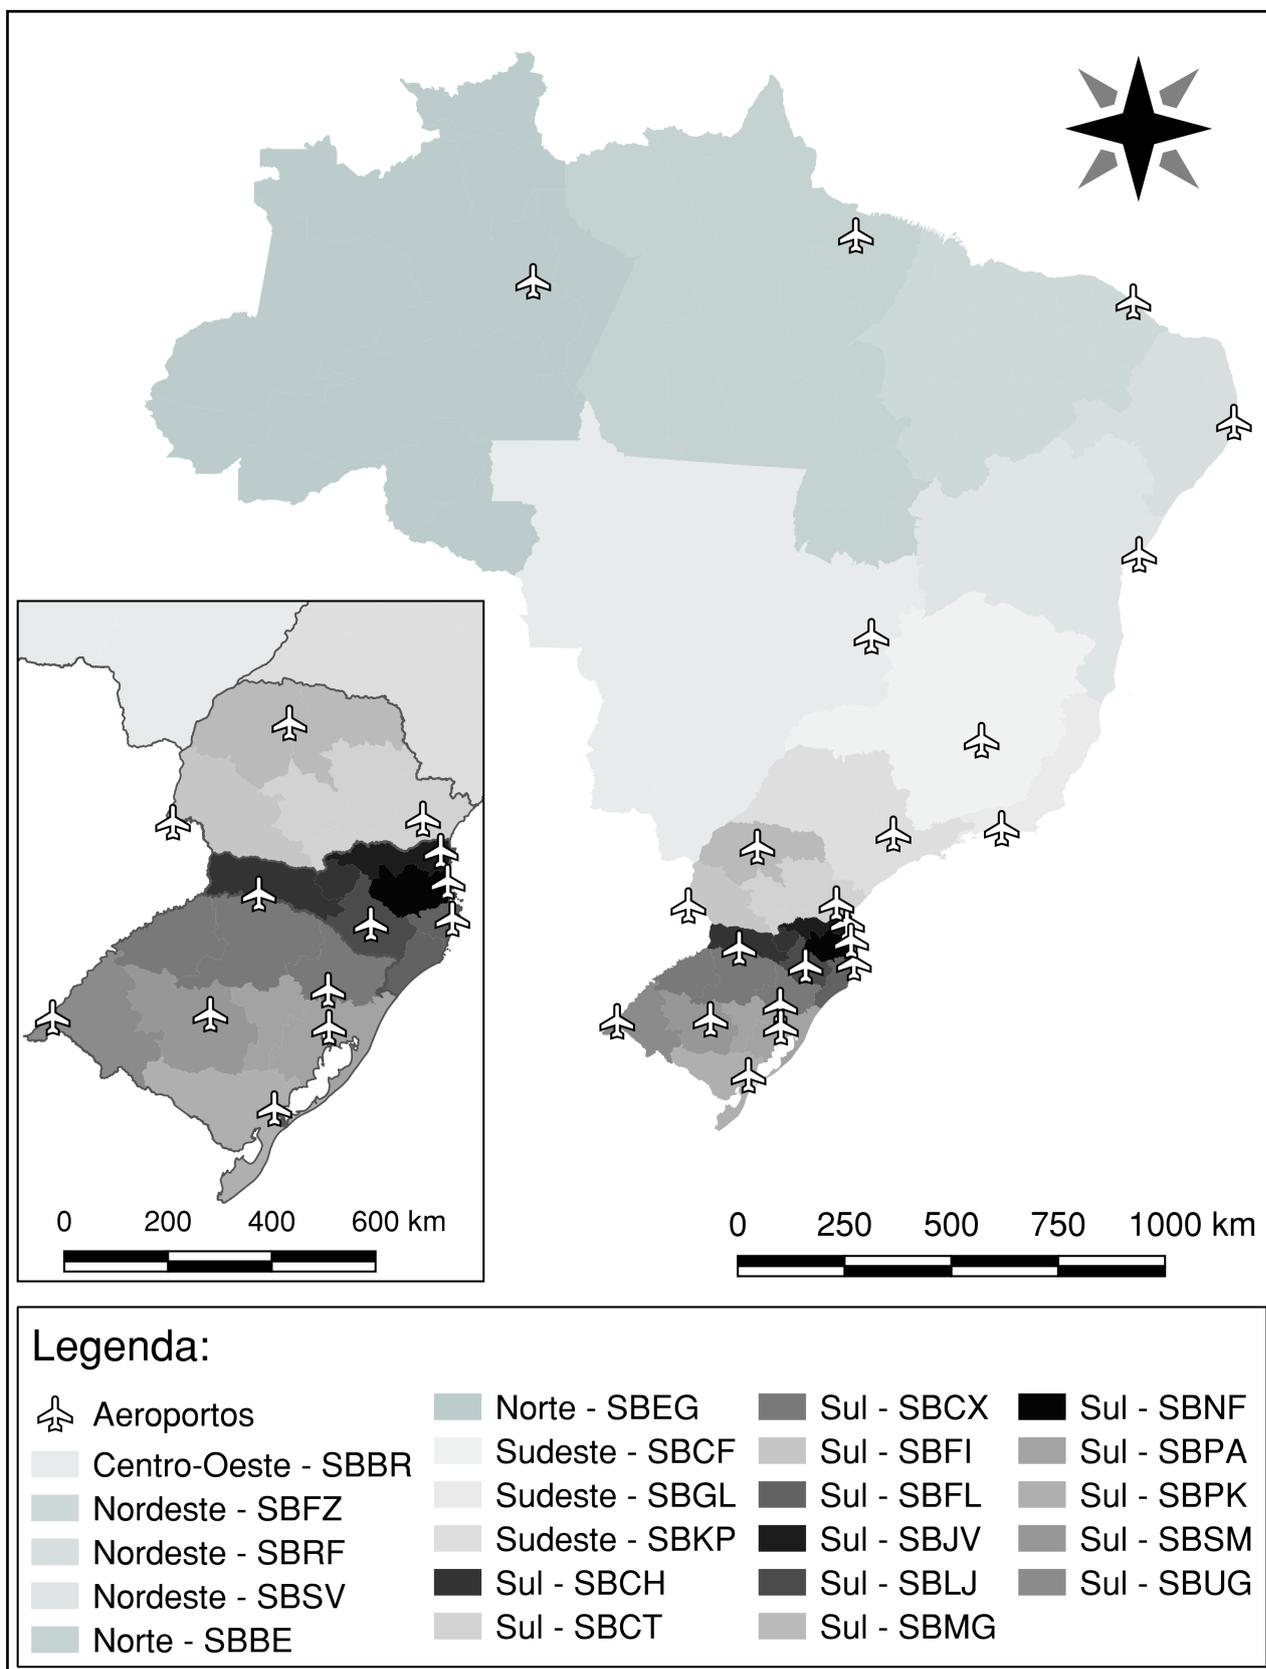 0 200 400 600 km
0 250 500 750 1000 km
Legenda:
Aeroportos
Centro-Oeste - SBBR
Nordeste - SBFZ
Nordeste - SBRF
Nordeste - SBSV
Norte - SBBE
Norte - SBEG
Sudeste - SBCF
Sudeste - SBGL
Sudeste - SBKP
Sul - SBCH
Sul - SBCT
Sul - SBCX
Sul - SBFI
Sul - SBFL
Sul - SBJV
Sul - SBLJ
Sul - SBMG
Sul - SBNF
Sul - SBPA
Sul - SBPK
Sul - SBSM
Sul - SBUG